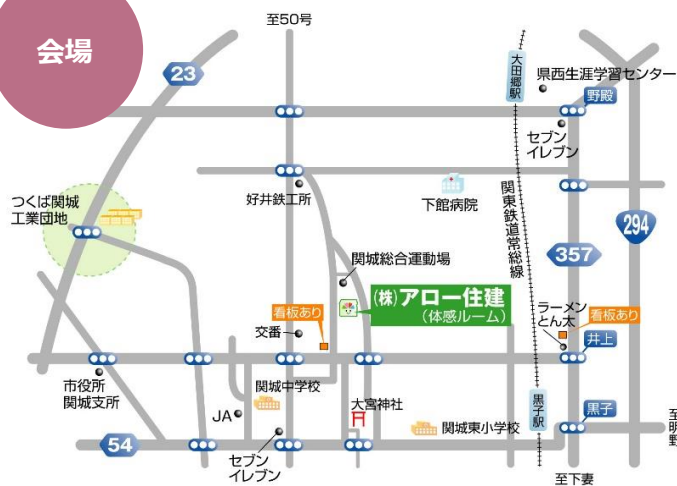 会場
至50号
23
大田郷駅
県西生涯学習センター
野殿
セブン
イレブン
つくば関城
工業団地
好井鉄工所
下館病院
関東鉄道常総線
294
357
関城総合運動場
(株)アロー住建
(体感ルーム)
看板あり
交番
ラーメン
とん太
看板あり
井上
市役所
関城支所
関城中学校
JA
大宮神社
黒子駅
黒子
関城東小学校
至明野
54
セブン
イレブン
至下妻